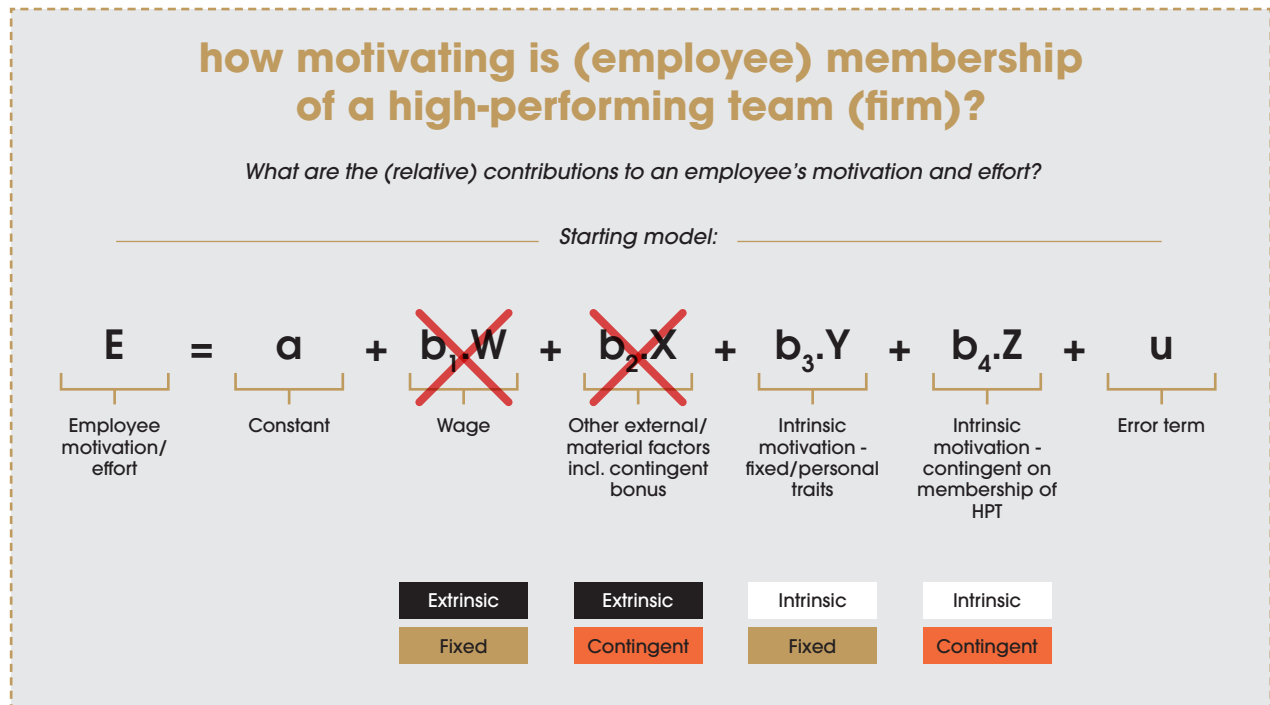 how motivating is (employee) membership
of a high-performing team (firm)?
What are the (relative) contributions to an employee's motivation and effort?
Starting model:
E = a + b₁.W + b₂.X + b₃.Y + b₄.Z + u
Employee
motivation/
effort
Constant
Wage
Other external/
material factors
incl. contingent
bonus
Intrinsic
motivation -
fixed/personal
traits
Intrinsic
motivation -
contingent on
membership of
HPT
Error term
Extrinsic
Fixed
Extrinsic
Contingent
Intrinsic
Fixed
Intrinsic
Contingent